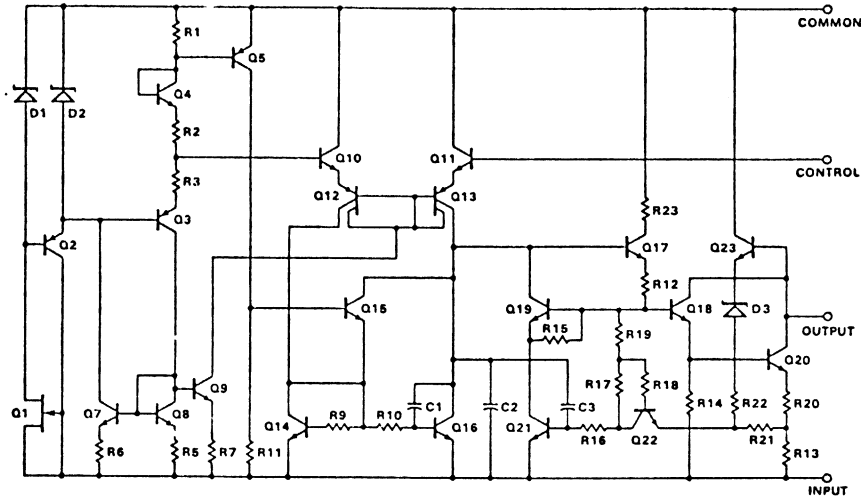 COMMON
R1
Q5
D1
D2
Q4
R2
Q10
Q11
CONTROL
R3
Q12
Q13
Q3
R23
Q2
Q17
Q23
R12
Q15
Q19
Q18
D3
R15
R19
OUTPUT
Q20
Q9
R17
R18
Q1
Q7
Q8
C1
C2
C3
R14
R22
R20
Q14
R9
R10
Q16
Q21
R16
Q22
R21
R6
R5
R7
R11
R13
INPUT